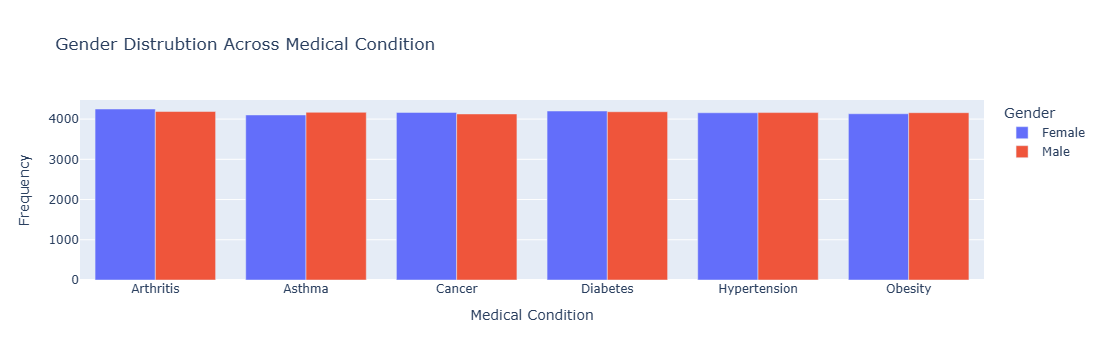 Gender Distrubtion Across Medical Condition
Gender
Female
Male
Frequency
4000
3000
2000
1000
0
Arthritis
Asthma
Cancer
Diabetes
Hypertension
Obesity
Medical Condition